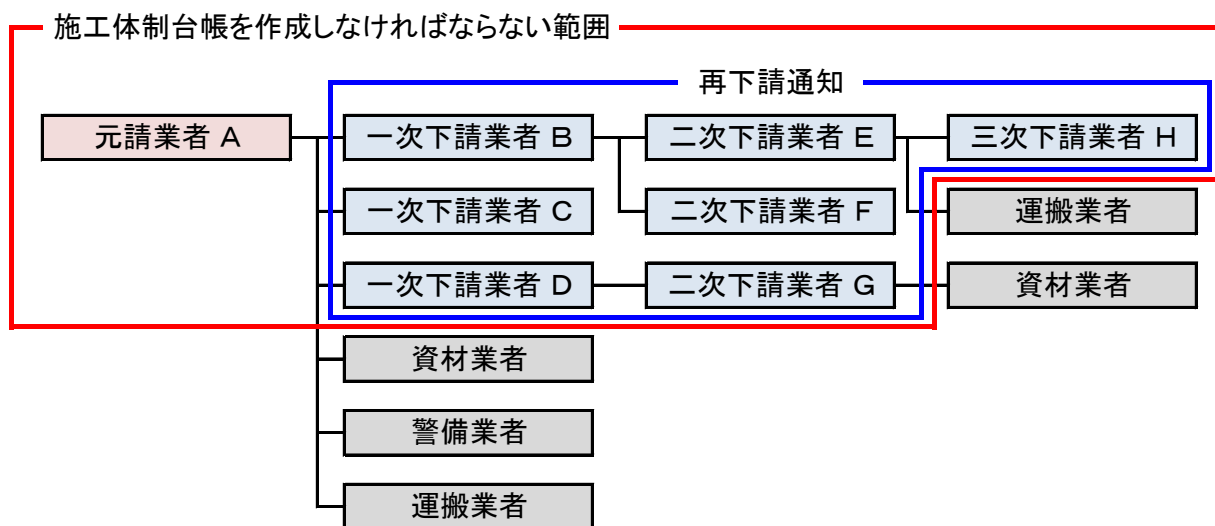 施工体制台帳を作成しなければならない範囲
再下請通知
元請業者 A
一次下請業者 B
二次下請業者 E
三次下請業者 H
一次下請業者 C
二次下請業者 F
運搬業者
一次下請業者 D
二次下請業者 G
資材業者
資材業者
警備業者
運搬業者